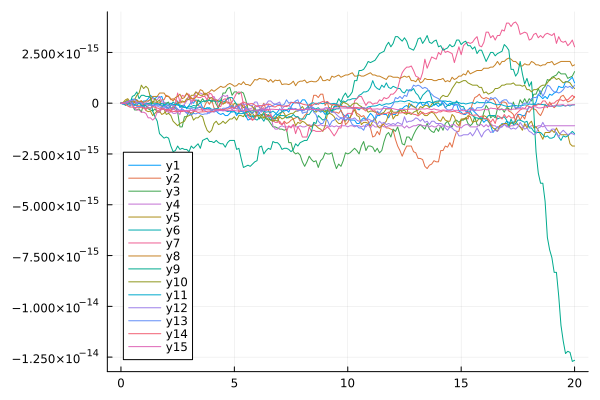 2.500×10⁻¹⁵
0
−2.500×10⁻¹⁵
−5.000×10⁻¹⁵
−7.500×10⁻¹⁵
−1.000×10⁻¹⁴
−1.250×10⁻¹⁴
y1
y2
y3
y4
y5
y6
y7
y8
y9
y10
y11
y12
y13
y14
y15
0 5 10 15 20